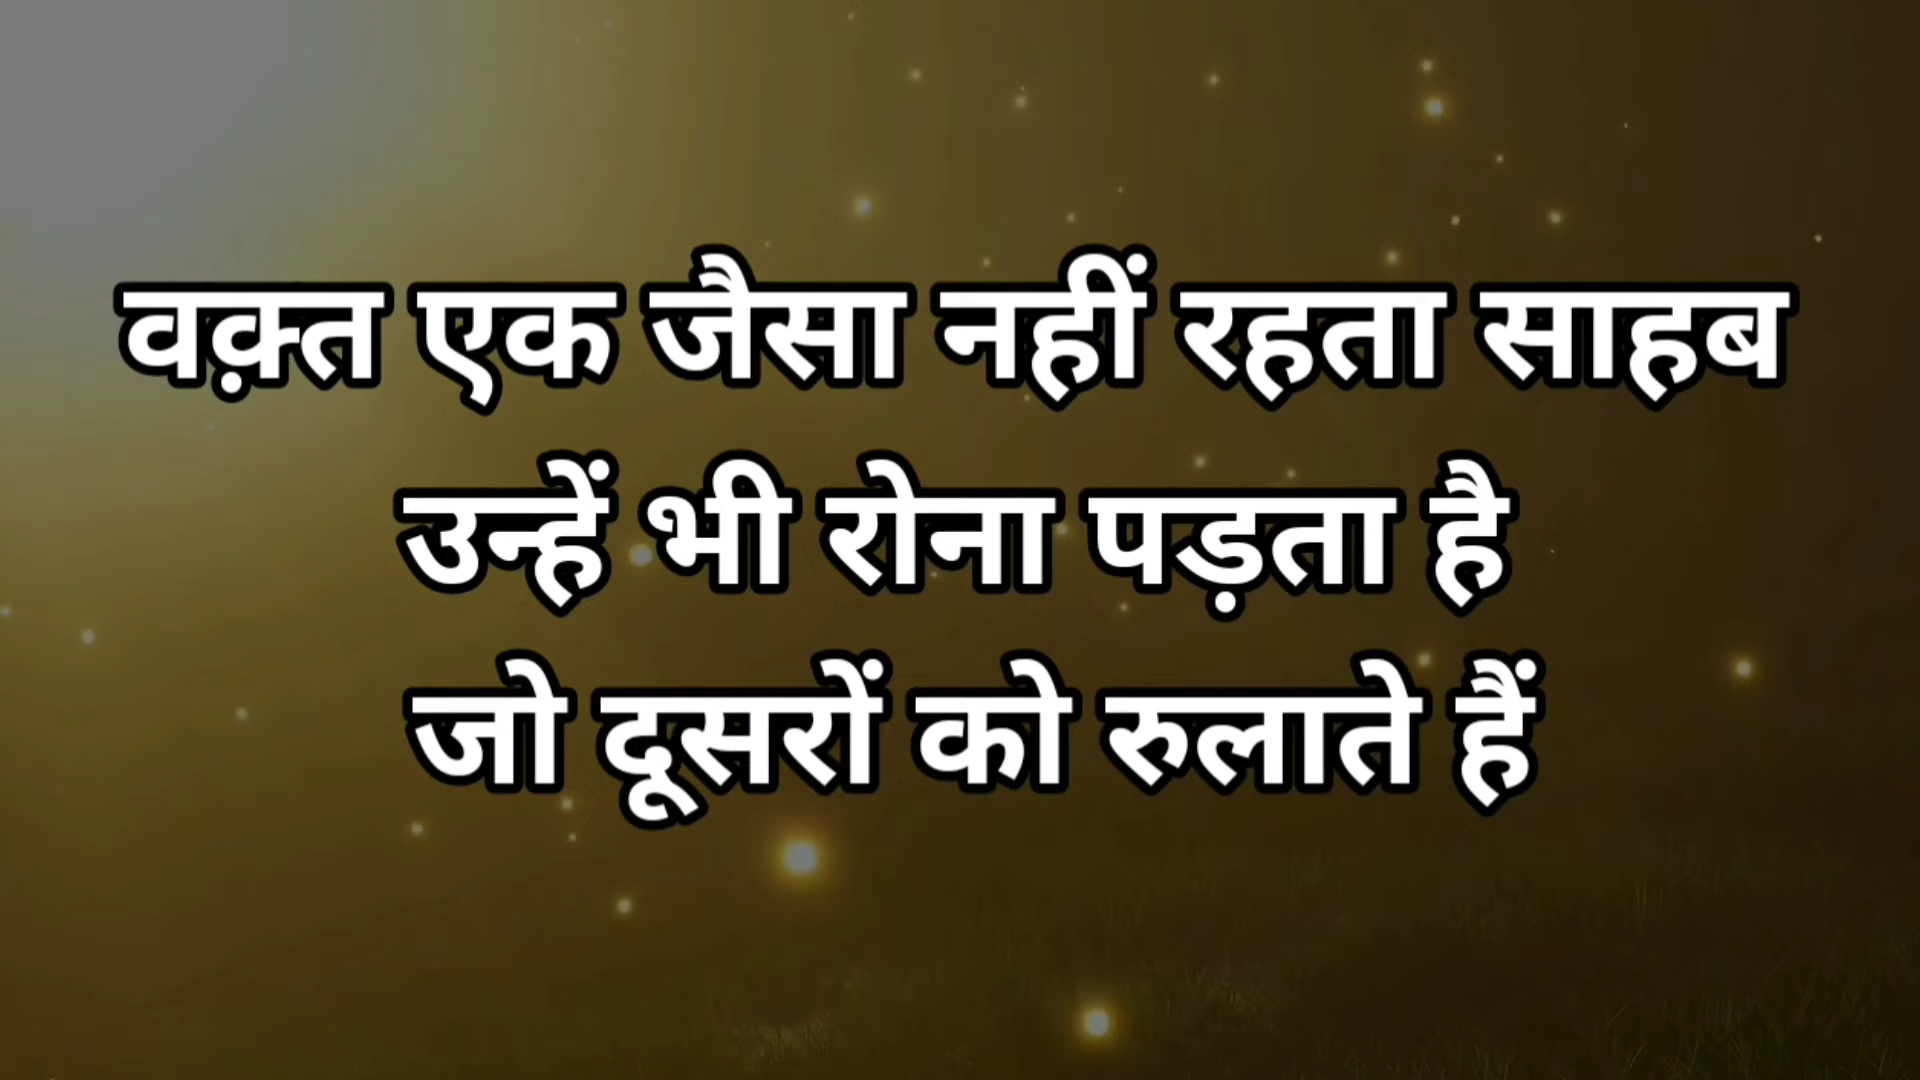 वक़्त एक जैसा नहीं रहता साहब
उन्हें भी रोना पड़ता है
जो दूसरों को रुलाते हैं